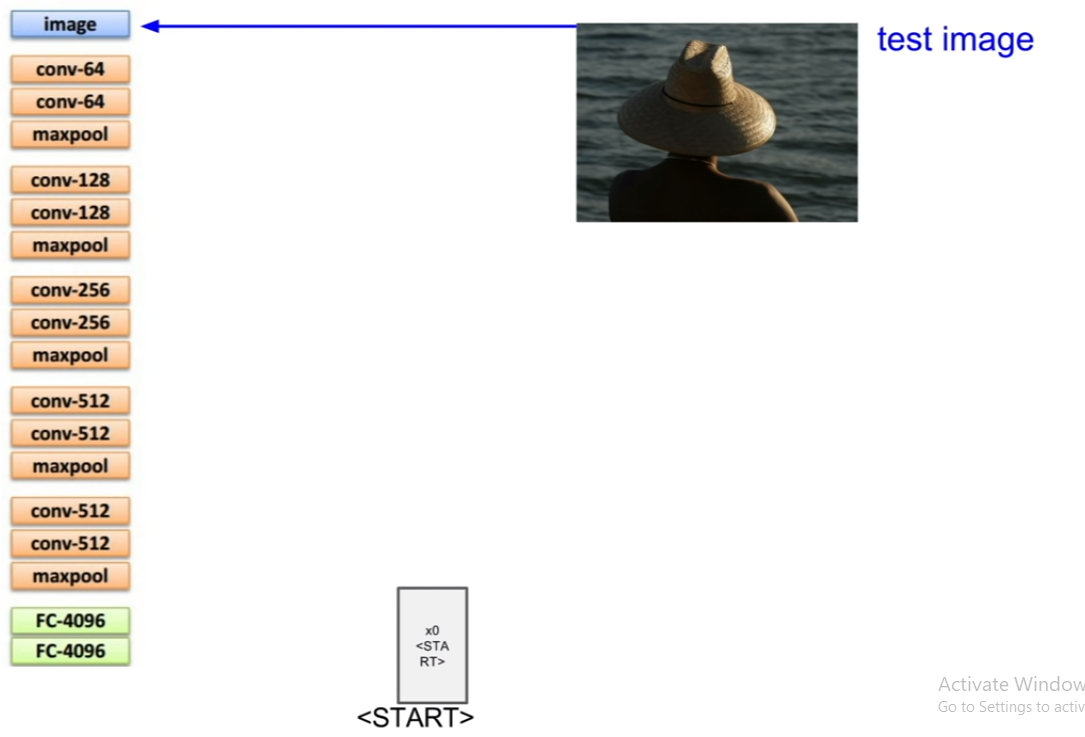 image
test image
conv-64
conv-64
maxpool
conv-128
conv-128
maxpool
conv-256
conv-256
maxpool
conv-512
conv-512
maxpool
conv-512
conv-512
maxpool
FC-4096
FC-4096
x0
<STA
RT>
<START>
Activate Window
Go to Settings to activ